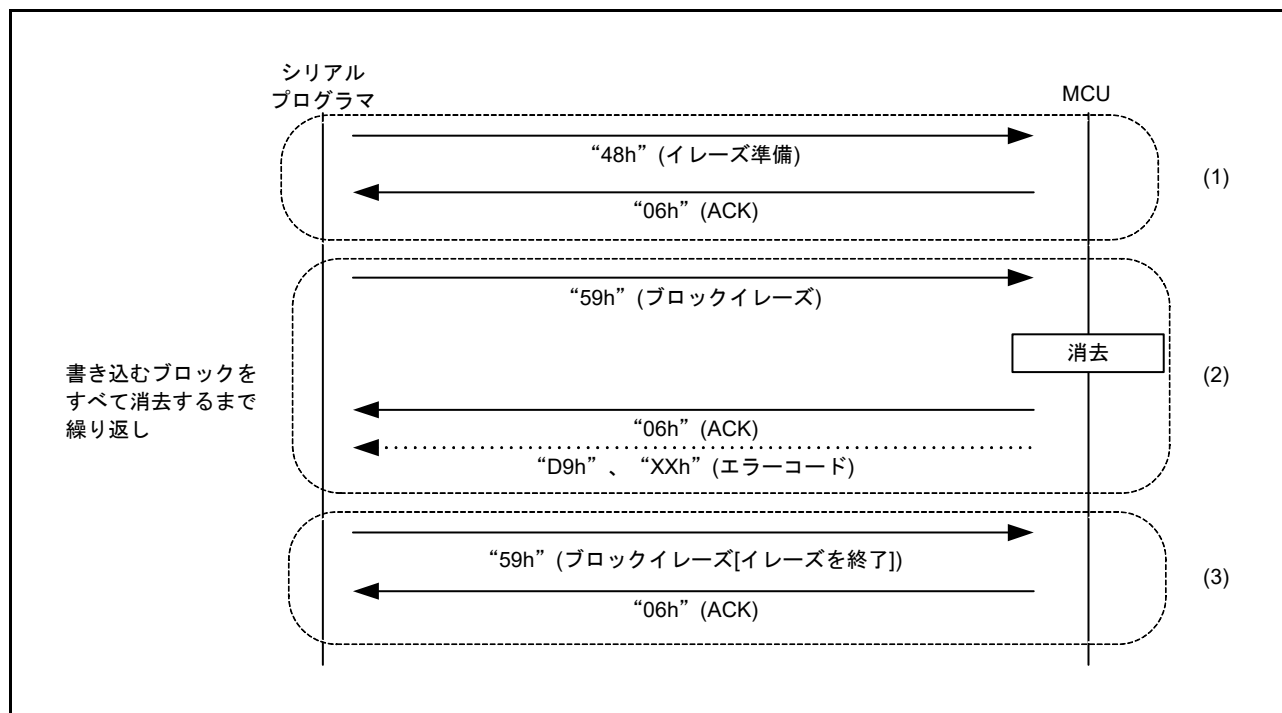 シリアル
プログラマ
MCU
“48h” (イレーズ準備)
“06h” (ACK)
(1)
“59h” (ブロックイレーズ)
消去
書き込むブロックを
すべて消去するまで
繰り返し
(2)
“06h” (ACK)
“D9h” 、 “XXh” (エラーコード)
“59h” (ブロックイレーズ[イレーズを終了])
“06h” (ACK)
(3)